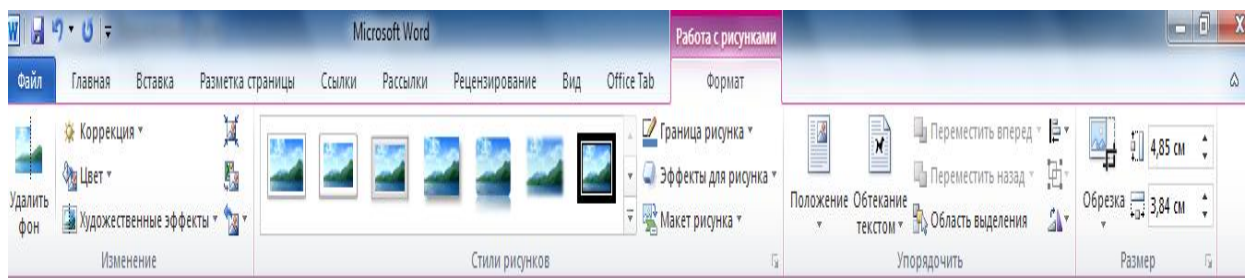 W
Microsoft Word
Работа с рисунками
Файл Главная Вставка Разметка страницы Ссылки Рассылки Рецензирование Вид Office Tab Формат
Удалить фон
Коррекция
Цвет
Художественные эффекты
Изменение
Граница рисунка
Эффекты для рисунка
Макет рисунка
Стили рисунков
Положение
Обтекание текстом
Переместить вперед
Переместить назад
Область выделения
Упорядочить
Обрезка
4,85 см
3,84 см
Размер